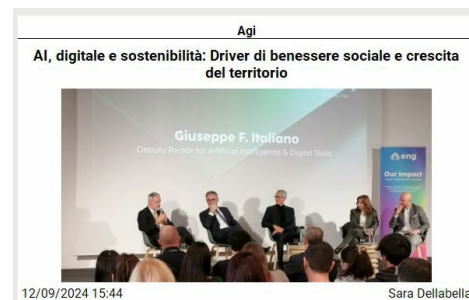 Agi
AI, digitale e sostenibilità: Driver di benessere sociale e crescita
del territorio
Giuseppe F. Italiano
Deputy Rector for Artificial Intelligence & Digital Skills
eng
Our Impact
12/09/2024 15:44
Sara Dellabella